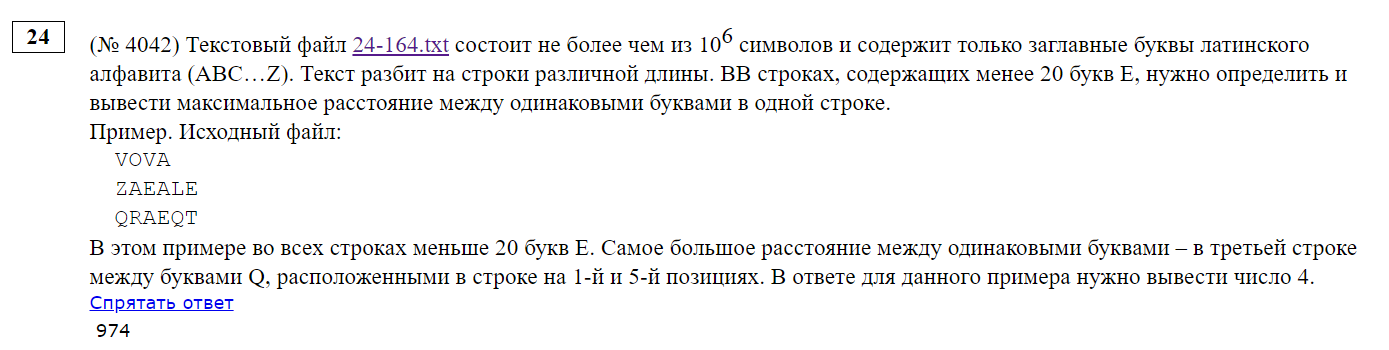 24
(№ 4042) Текстовый файл 24-164.txt состоит не более чем из 10⁶ символов и содержит только заглавные буквы латинского
алфавита (ABC…Z). Текст разбит на строки различной длины. ВВ строках, содержащих менее 20 букв E, нужно определить и
вывести максимальное расстояние между одинаковыми буквами в одной строке.
Пример. Исходный файл:
VOVA
ZAEALE
QRAEQT
В этом примере во всех строках меньше 20 букв E. Самое большое расстояние между одинаковыми буквами – в третьей строке
между буквами Q, расположенными в строке на 1-й и 5-й позициях. В ответе для данного примера нужно вывести число 4.
Спрятать ответ
974